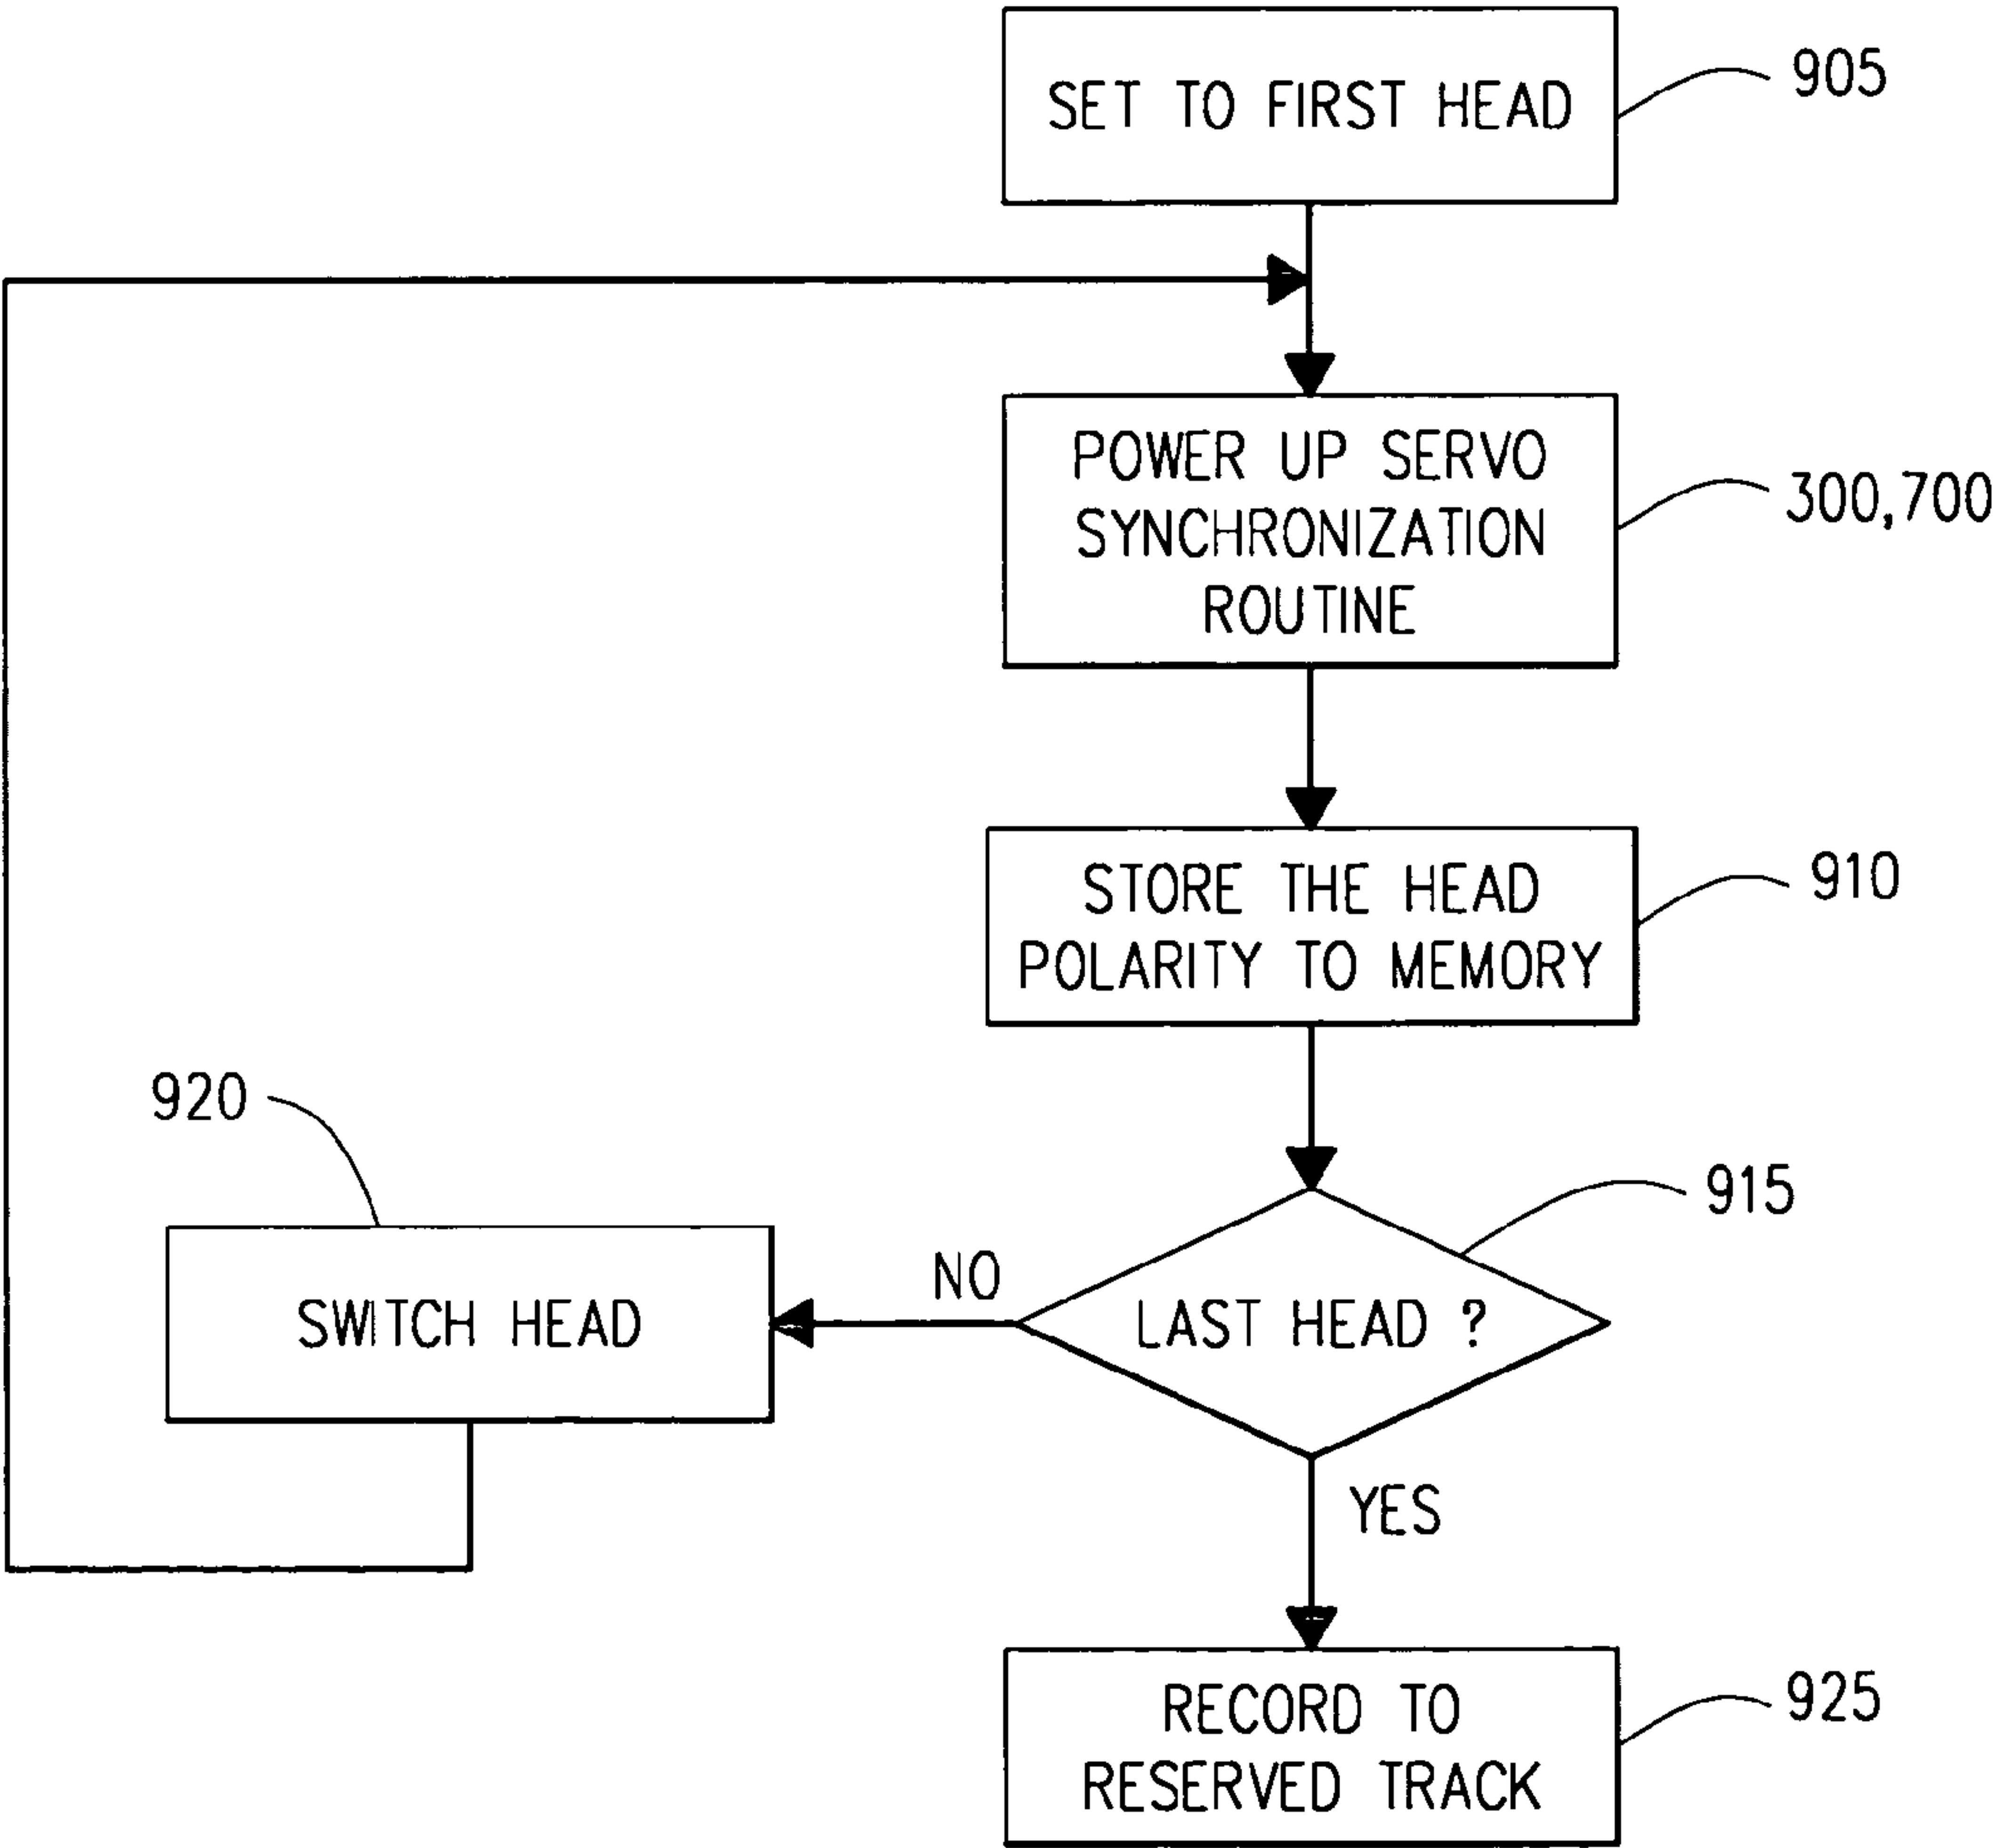 SET TO FIRST HEAD
905
POWER UP SERVO
SYNCHRONIZATION
ROUTINE
300,700
STORE THE HEAD
POLARITY TO MEMORY
910
920
915
SWITCH HEAD
NO
LAST HEAD ?
YES
RECORD TO
RESERVED TRACK
925